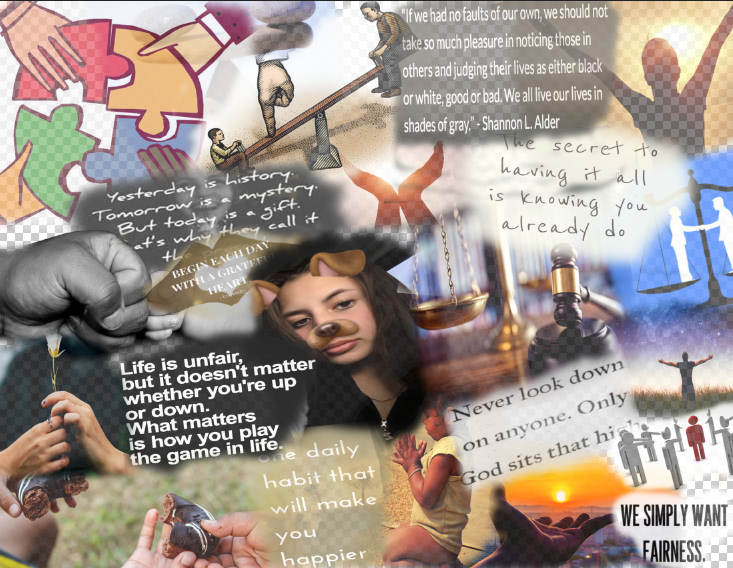 "If we had no faults of our own, we should not
take so much pleasure in noticing those in
others and judging their lives as either black
or white, good or bad. We all live our lives in
shades of gray." - Shannon L. Alder
The secret to
having it all
is knowing you
already do
Yesterday is history.
Tomorrow is a mystery.
But today is a gift.
at's why they call it
th
BEGIN EACH DAY
WITH A GRATEFUL
HEART
Life is unfair,
but it doesn't matter
whether you're up
or down.
What matters
is how you play
the game in life.
Never look down
on anyone. Only
God sits that high
one daily
habit that
will make
you
happier
WE SIMPLY WANT
FAIRNESS.